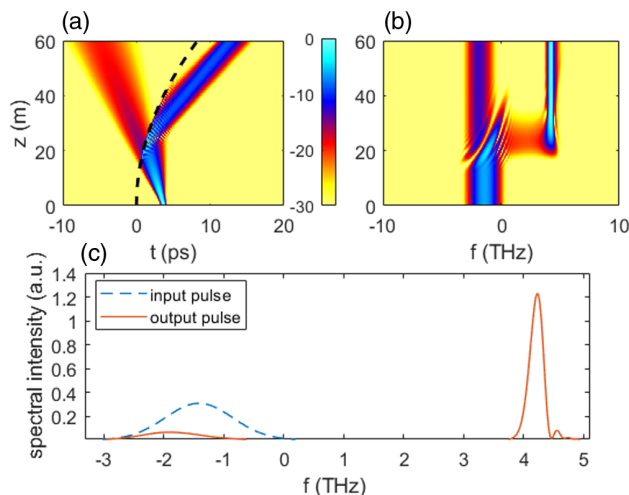 (a) (b)
60 0 60
z (m) 40 -10 40
20 -20 20
0 -30 0
-10 0 10 20 -10 0 10
t (ps) f (THz)
(c)
spectral intensity (a.u.)
1.4
1.2
1
0.8
0.6
0.4
0.2
input pulse
output pulse
-3 -2 -1 0 1 2 3 4 5
f (THz)